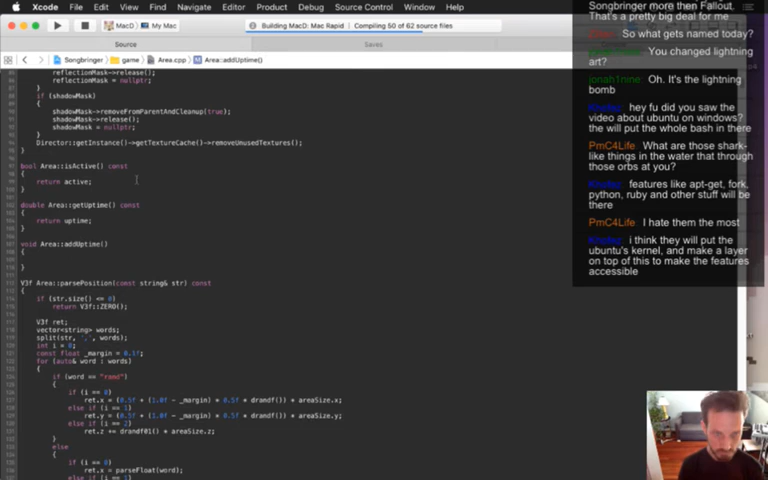 Xcode File Edit View Find Navigate Editor Product Debug Source Control Window Help
MacD My Mac
Building MacD: Mac Rapid Compiling 50 of 62 source files
Source Saves
Songbringer game Area.cpp Area::addUptime()
reflectionMask->release();
reflectionMask = nullptr;
}
if (shadowMask)
{
shadowMask->removeFromParentAndCleanup(true);
shadowMask->release();
shadowMask = nullptr;
}
Director::getInstance()->getTextureCache()->removeUnusedTextures();
}
bool Area::isActive() const
{
return active;
}
double Area::getUptime() const
{
return uptime;
}
void Area::addUptime()
{
}
V3f Area::parsePosition(const string& str) const
{
if (str.size() <= 0)
return V3f::ZERO();
V3f ret;
vector<string> words;
split(str, ',', words);
int i = 0;
const float _margin = 0.1f;
for (auto& word : words)
{
if (word == "rand")
{
if (i == 0)
ret.x = (0.5f + (1.0f - _margin) * 0.5f * drandf()) * areaSize.x;
else if (i == 1)
ret.y = (0.5f + (1.0f - _margin) * 0.5f * drandf()) * areaSize.y;
else if (i == 2)
ret.z = drandf01() * areaSize.z;
}
else
{
if (i == 0)
ret.x = parseFloat(word);
else if (i == 1)
Songbringer more then Fallout.
That's a pretty big deal for me
So what gets named today?
You changed lightning
art?
jonah1nine Oh. It's the lightning
bomb
hey fu did you saw the
video about ubuntu on windows?
the will put the whole bash in there
PmC4Life What are those shark-
like things in the water that through
those orbs at you?
features like apt-get, fork,
python, ruby and other stuff will be
there
PmC4Life I hate them the most
i think they will put the
ubuntu's kernel, and make a layer
on top of this to make the features
accessible